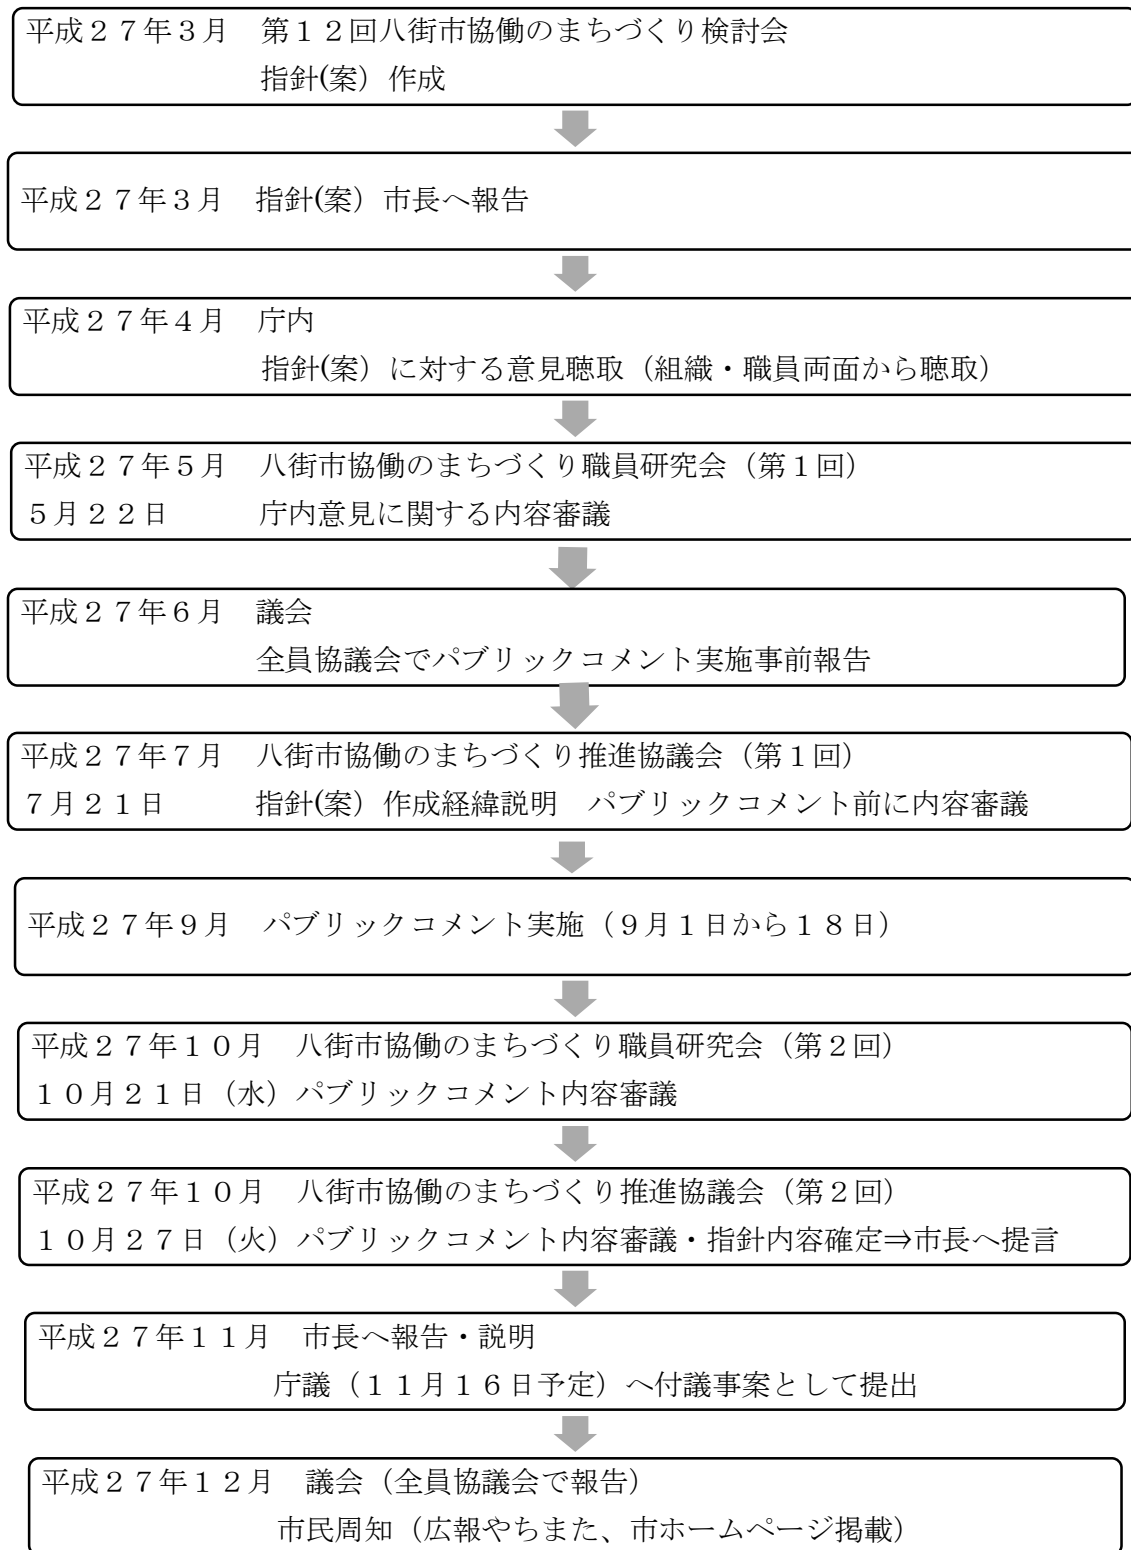 平成２７年３月　第１２回八街市協働のまちづくり検討会
指針(案）作成
平成２７年３月　指針(案）市長へ報告
平成２７年４月　庁内
指針(案）に対する意見聴取（組織・職員両面から聴取）
平成２７年５月　八街市協働のまちづくり職員研究会（第１回）
５月２２日　　　庁内意見に関する内容審議
平成２７年６月　議会
全員協議会でパブリックコメント実施事前報告
平成２７年７月　八街市協働のまちづくり推進協議会（第１回）
７月２１日　　　指針(案）作成経緯説明　パブリックコメント前に内容審議
平成２７年９月　パブリックコメント実施（９月１日から１８日）
平成２７年１０月　八街市協働のまちづくり職員研究会（第２回）
１０月２１日（水）パブリックコメント内容審議
平成２７年１０月　八街市協働のまちづくり推進協議会（第２回）
１０月２７日（火）パブリックコメント内容審議・指針内容確定⇒市長へ提言
平成２７年１１月　市長へ報告・説明
庁議（１１月１６日予定）へ付議事案として提出
平成２７年１２月　議会（全員協議会で報告）
市民周知（広報やちまた、市ホームページ掲載）